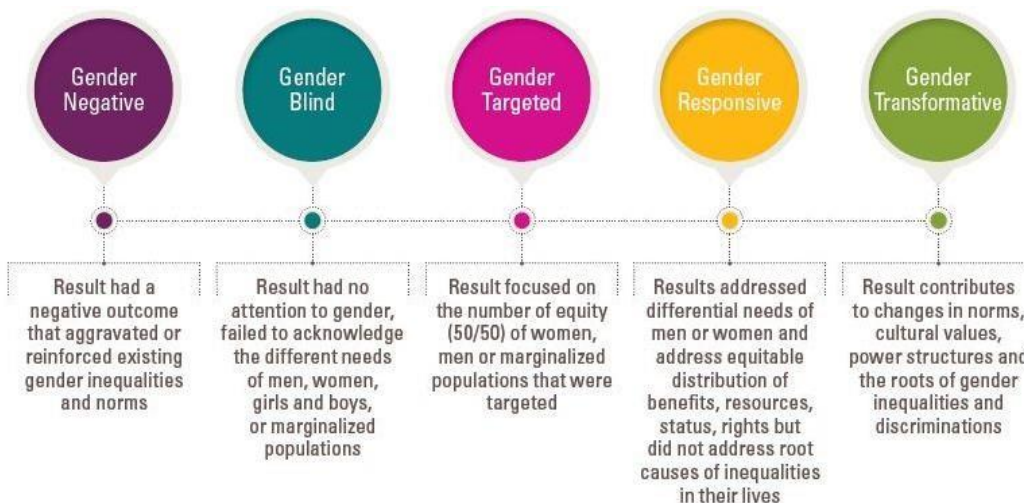 Gender
Negative
Gender
Blind
Gender
Targeted
Gender
Responsive
Gender
Transformative
Result had a
negative outcome
that aggravated or
reinforced existing
gender inequalities
and norms
Result had no
attention to gender,
failed to acknowledge
the different needs
of men, women,
girls and boys,
or marginalized
populations
Result focused on
the number of equity
(50/50) of women,
men or marginalized
populations that were
targeted
Results addressed
differential needs of
men or women and
address equitable
distribution of
benefits, resources,
status, rights but
did not address root
causes of inequalities
in their lives
Result contributes
to changes in norms,
cultural values,
power structures and
the roots of gender
inequalities and
discriminations